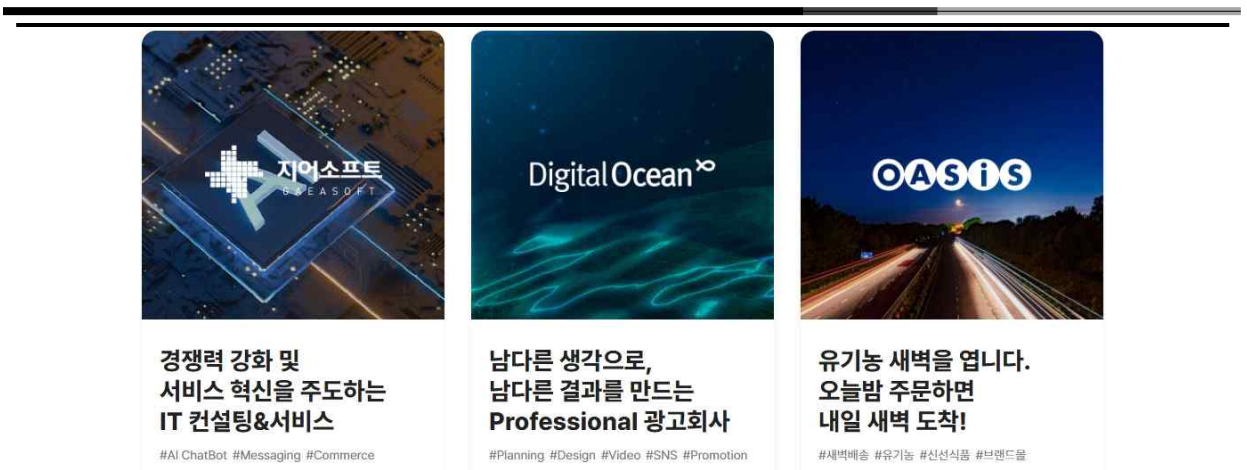 지어소프트
GAEASOFT
경쟁력 강화 및
서비스 혁신을 주도하는
IT 컨설팅&서비스
#AI ChatBot #Messaging #Commerce
Digital Ocean
남다른 생각으로,
남다른 결과를 만드는
Professional 광고회사
#Planning #Design #Video #SNS #Promotion
OASiS
유기농 새벽을 엽니다.
오늘밤 주문하면
내일 새벽 도착!
#새벽배송 #유기농 #신선식품 #브랜드몰